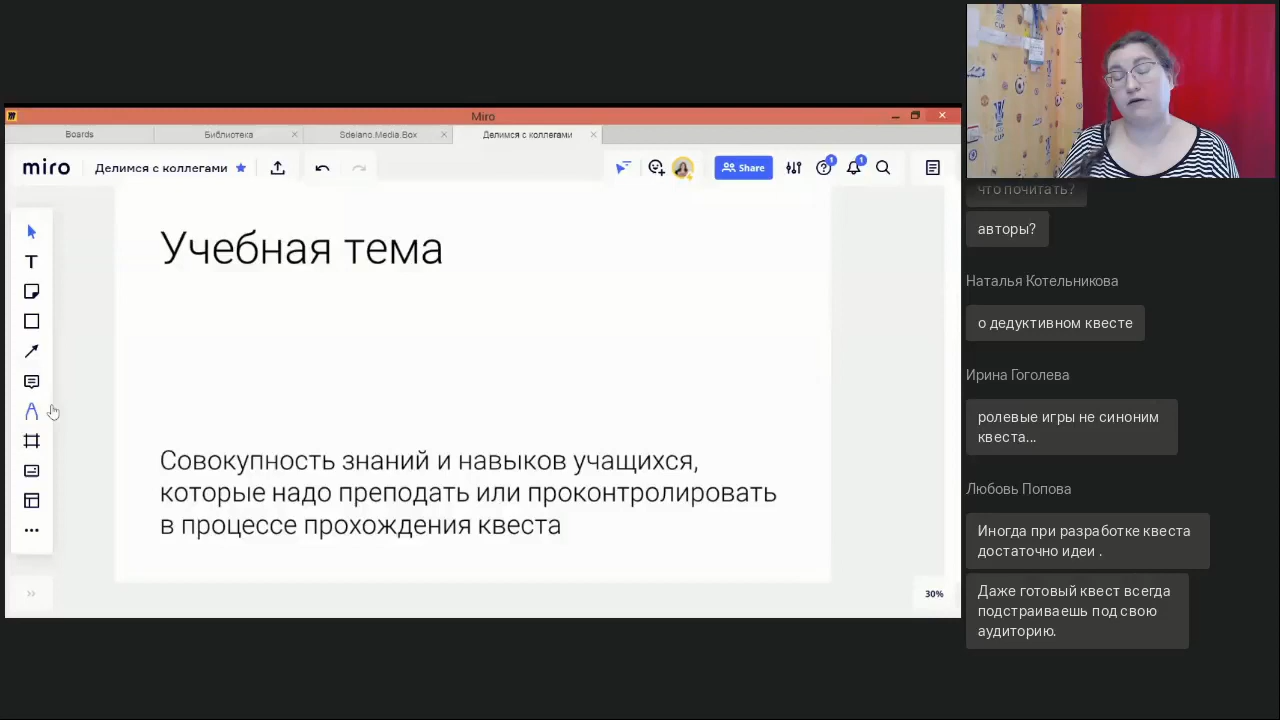 Miro
Boards
Библиотека
Sdelano.Media.Box
Делимся с коллегами
miro
Делимся с коллегами
Share
1
1
Учебная тема
Совокупность знаний и навыков учащихся,
которые надо преподать или проконтролировать
в процессе прохождения квеста
30%
что почитать?
авторы?
Наталья Котельникова
о дедуктивном квесте
Ирина Гоголева
ролевые игры не синоним
квеста...
Любовь Попова
Иногда при разработке квеста
достаточно идеи .
Даже готовый квест всегда
подстраиваешь под свою
аудиторию.
CUP